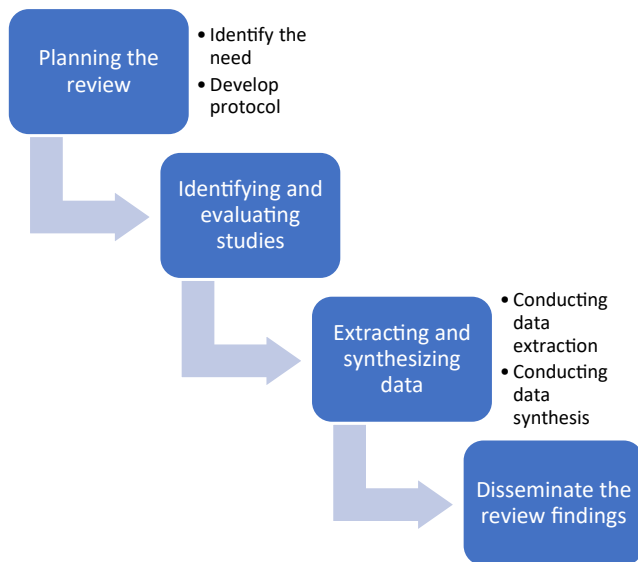 Planning the
review
• Identify the
need
• Develop
protocol
Identifying and
evaluating
studies
Extracting and
synthesizing
data
• Conducting
data
extraction
• Conducting
data
synthesis
Disseminate the
review findings